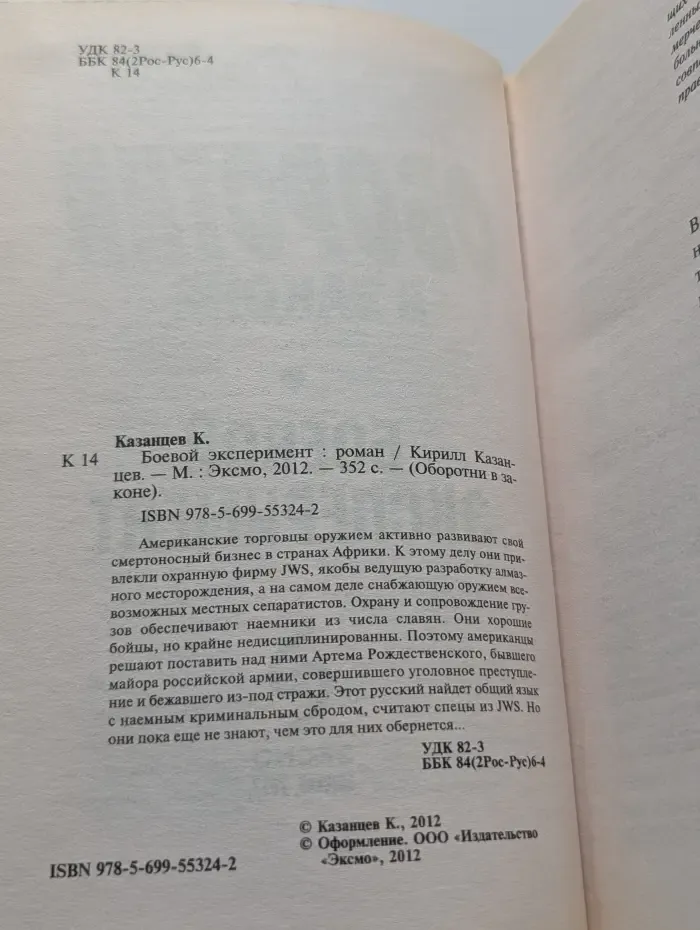 УДК 82-3
ББК 84(2Рос-Рус)6-4
К 14
Казанцев К.
К 14 Боевой эксперимент : роман / Кирилл Казан-
цев. — М. : Эксмо, 2012. — 352 с. — (Оборотни в за-
коне).
ISBN 978-5-699-55324-2
Американские торговцы оружием активно развивают свой
смертоносный бизнес в странах Африки. К этому делу они при-
влекли охранную фирму JWS, якобы ведущую разработку алмаз-
ного месторождения, а на самом деле снабжающую оружием все-
возможных местных сепаратистов. Охрану и сопровождение гру-
зов обеспечивают наемники из числа славян. Они хорошие
бойцы, но крайне недисциплинированны. Поэтому американцы
решают поставить над ними Артема Рождественского, бывшего
майора российской армии, совершившего уголовное преступле-
ние и бежавшего из-под стражи. Этот русский найдет общий язык
с наемным криминальным сбродом, считают спецы из JWS. Но
они пока еще не знают, чем это для них обернется...
УДК 82-3
ББК 84(2Рос-Рус)6-4
© Казанцев К., 2012
© Оформление. ООО «Издательство
«Эксмо», 2012
ISBN 978-5-699-55324-2